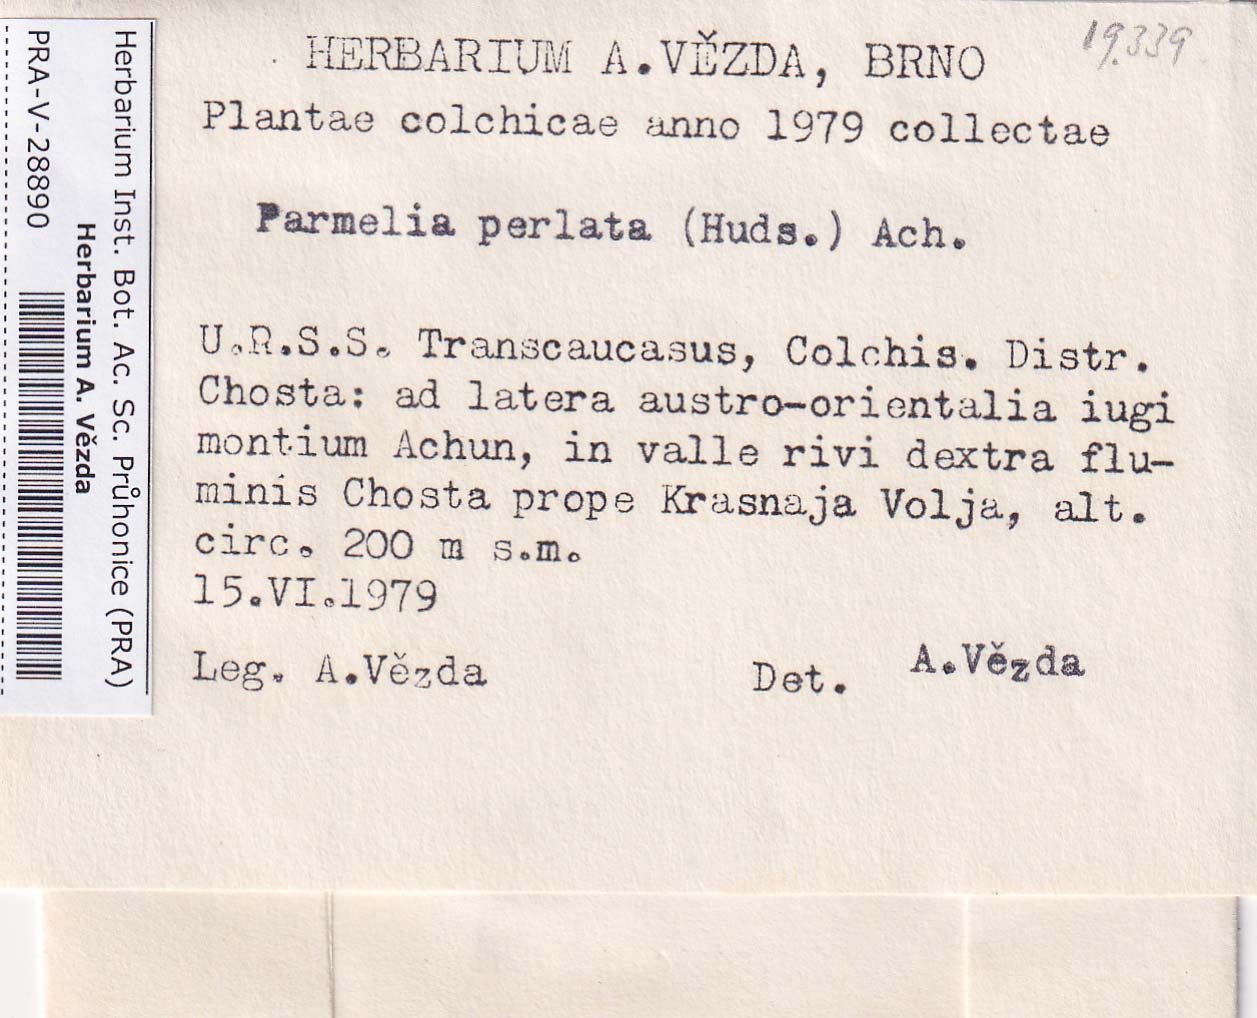 19.339
HERBARIUM A.VĚZDA, BRNO
Plantae colchicae anno 1979 collectae
Parmelia perlata (Huds.) Ach.
U.R.S.S. Transcaucasus, Colchis. Distr.
Chosta: ad latera austro-orientalia iugi
montium Achun, in valle rivi dextra flu-
minis Chosta prope Krasnaja Volja, alt.
circ. 200 m s.m.
15.VI.1979
Leg. A.Vězda Det. A.Vězda
Herbarium Inst. Bot. Ac. Sc. Průhonice (PRA)
Herbarium A. Vězda
PRA-V-28890